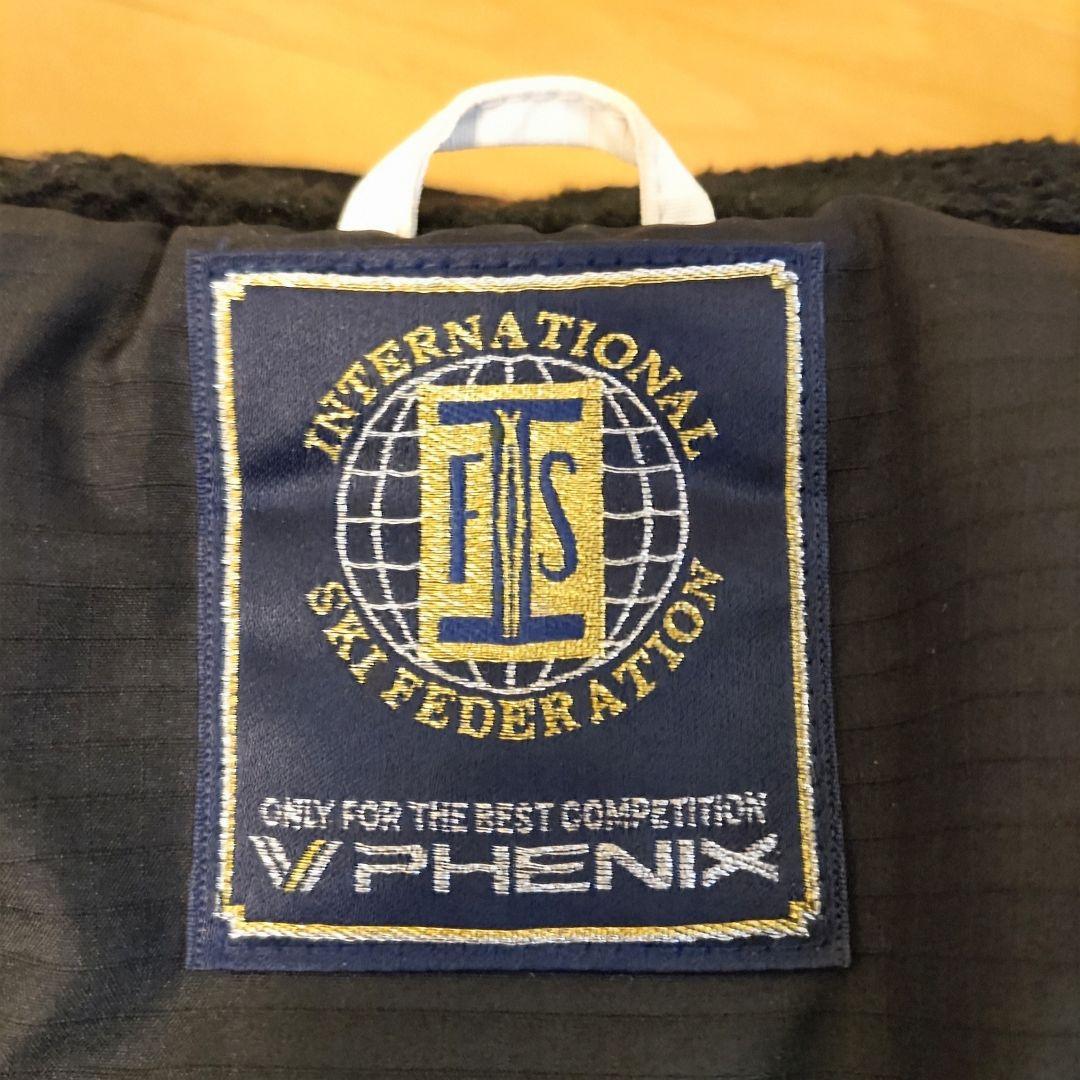 INTERNATIONAL
FIS
SKI FEDERATION
ONLY FOR THE BEST COMPETITION
PHENIX